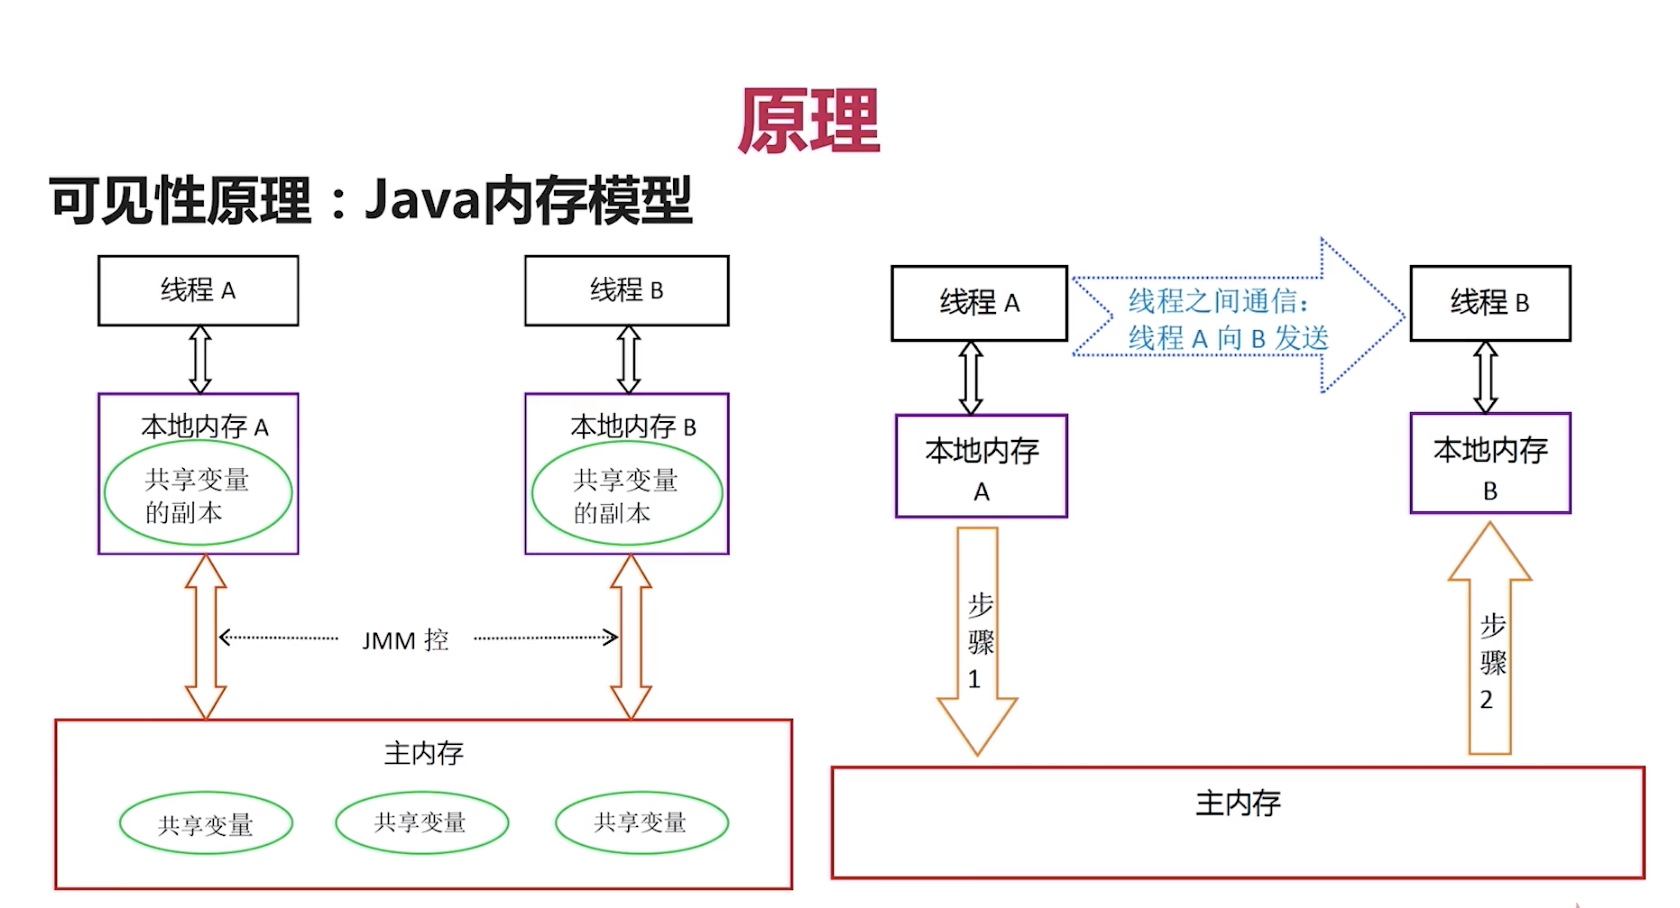 原理
可见性原理：Java内存模型
线程 A
线程 B
本地内存 A
共享变量
的副本
本地内存 B
共享变量
的副本
JMM 控
主内存
共享变量
共享变量
共享变量
线程 A
线程之间通信：
线程 A 向 B 发送
线程 B
本地内存
A
本地内存
B
步
骤
1
步
骤
2
主内存